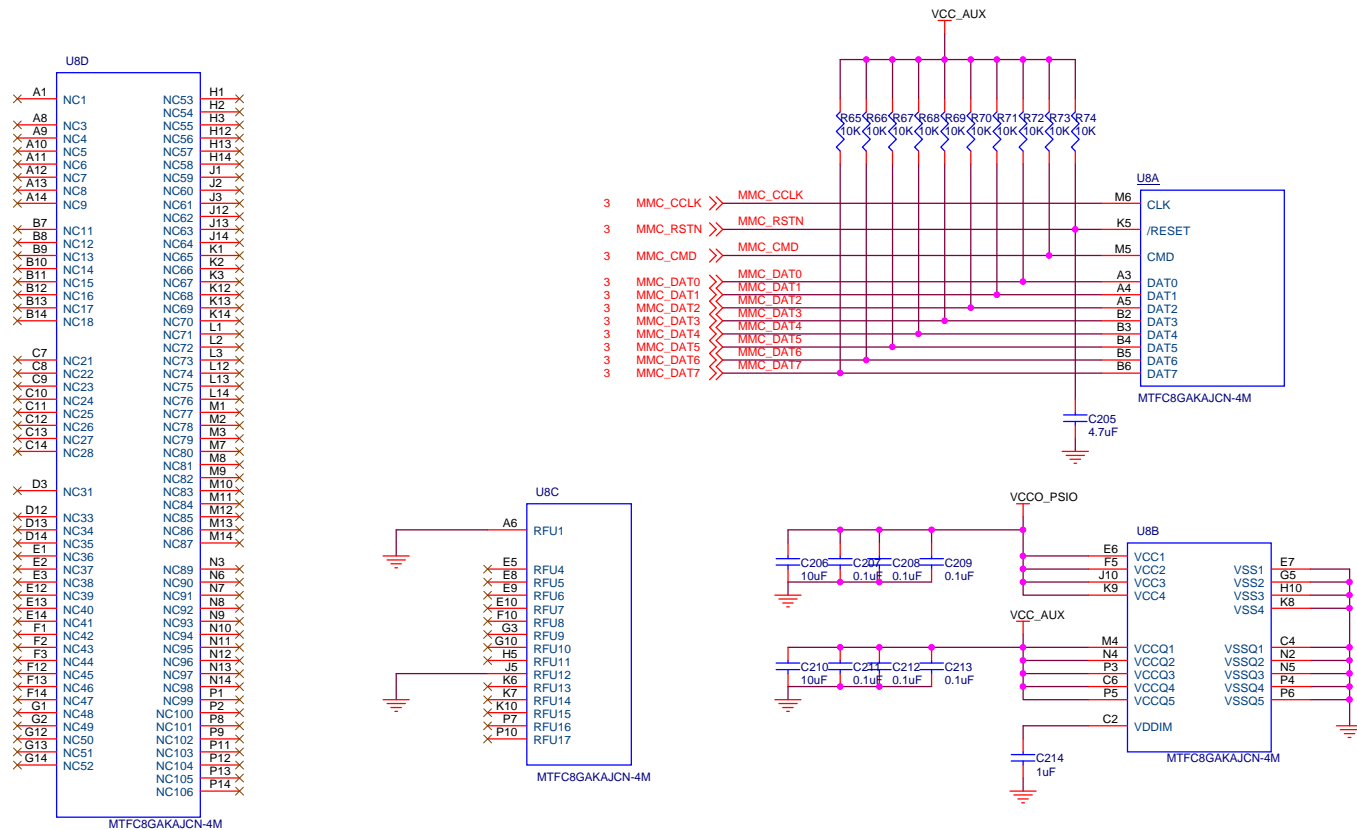 U8D
A1 NC1
A8 NC3
A9 NC4
A10 NC5
A11 NC6
A12 NC7
A13 NC8
A14 NC9
B7 NC11
B8 NC12
B9 NC13
B10 NC14
B11 NC15
B12 NC16
B13 NC17
B14 NC18
C7 NC21
C8 NC22
C9 NC23
C10 NC24
C11 NC25
C12 NC26
C13 NC27
C14 NC28
D3 NC31
D12 NC33
D13 NC34
D14 NC35
E1 NC36
E2 NC37
E3 NC38
E12 NC39
E13 NC40
E14 NC41
F1 NC42
F2 NC43
F3 NC44
F12 NC45
F13 NC46
F14 NC47
G1 NC48
G2 NC49
G12 NC50
G13 NC51
G14 NC52
NC53 H1
NC54 H2
NC55 H3
NC56 H12
NC57 H13
NC58 H14
NC59 J1
NC60 J2
NC61 J3
NC62 J12
NC63 J13
NC64 J14
NC65 K1
NC66 K2
NC67 K3
NC68 K12
NC69 K13
NC70 K14
NC71 L1
NC72 L2
NC73 L3
NC74 L12
NC75 L13
NC76 L14
NC77 M1
NC78 M2
NC79 M3
NC80 M7
NC81 M8
NC82 M9
NC83 M10
NC84 M11
NC85 M12
NC86 M13
NC87 M14
NC89 N3
NC90 N6
NC91 N7
NC92 N8
NC93 N9
NC94 N10
NC95 N11
NC96 N12
NC97 N13
NC98 N14
NC99 P1
NC100 P2
NC101 P8
NC102 P9
NC103 P11
NC104 P12
NC105 P13
NC106 P14
MTFC8GAKAJCN-4M
VCC_AUX
R65 R66 R67 R68 R69 R70 R71 R72 R73 R74
10K 10K 10K 10K 10K 10K 10K 10K 10K 10K
U8A
3 MMC_CCLK MMC_CCLK M6 CLK
3 MMC_RSTN MMC_RSTN K5 /RESET
3 MMC_CMD MMC_CMD M5 CMD
3 MMC_DAT0 MMC_DAT0 A3 DAT0
3 MMC_DAT1 MMC_DAT1 A4 DAT1
3 MMC_DAT2 MMC_DAT2 A5 DAT2
3 MMC_DAT3 MMC_DAT3 B2 DAT3
3 MMC_DAT4 MMC_DAT4 B3 DAT4
3 MMC_DAT5 MMC_DAT5 B4 DAT5
3 MMC_DAT6 MMC_DAT6 B5 DAT6
3 MMC_DAT7 MMC_DAT7 B6 DAT7
MTFC8GAKAJCN-4M
C205
4.7uF
U8C
A6 RFU1
E5 RFU4
E8 RFU5
E9 RFU6
E10 RFU7
F10 RFU8
G3 RFU9
G10 RFU10
H5 RFU11
J5 RFU12
K6 RFU13
K7 RFU14
K10 RFU15
P7 RFU16
P10 RFU17
MTFC8GAKAJCN-4M
VCCO_PSIO
C206 C207 C208 C209
10uF 0.1uF 0.1uF 0.1uF
VCC_AUX
C210 C211 C212 C213
10uF 0.1uF 0.1uF 0.1uF
C214
1uF
U8B
E6 VCC1
F5 VCC2
J10 VCC3
K9 VCC4
M4 VCCQ1
N4 VCCQ2
P3 VCCQ3
C6 VCCQ4
P5 VCCQ5
C2 VDDIM
VSS1 E7
VSS2 G5
VSS3 H10
VSS4 K8
VSSQ1 C4
VSSQ2 N2
VSSQ3 N5
VSSQ4 P4
VSSQ5 P6
MTFC8GAKAJCN-4M